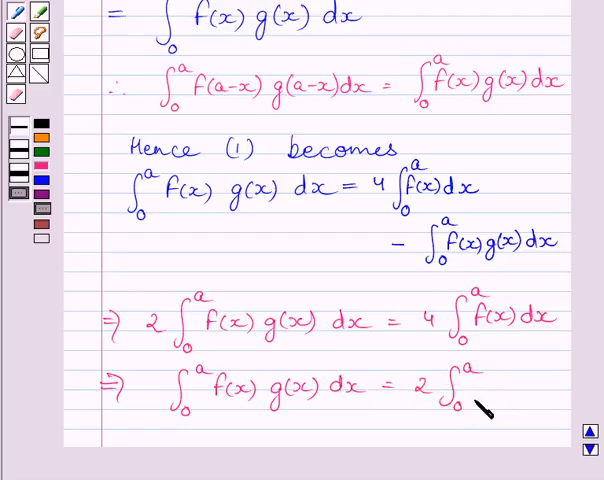 = ∫₀ f(x) g(x) dx
∴ ∫₀ᵃ f(a-x) g(a-x)dx = ∫₀ᵃ f(x) g(x) dx
Hence (1) becomes
∫₀ᵃ f(x) g(x) dx = 4 ∫₀ᵃ f(x) dx
- ∫₀ᵃ f(x) g(x) dx
⇒ 2 ∫₀ᵃ f(x) g(x) dx = 4 ∫₀ᵃ f(x) dx
⇒ ∫₀ᵃ f(x) g(x) dx = 2 ∫₀ᵃ